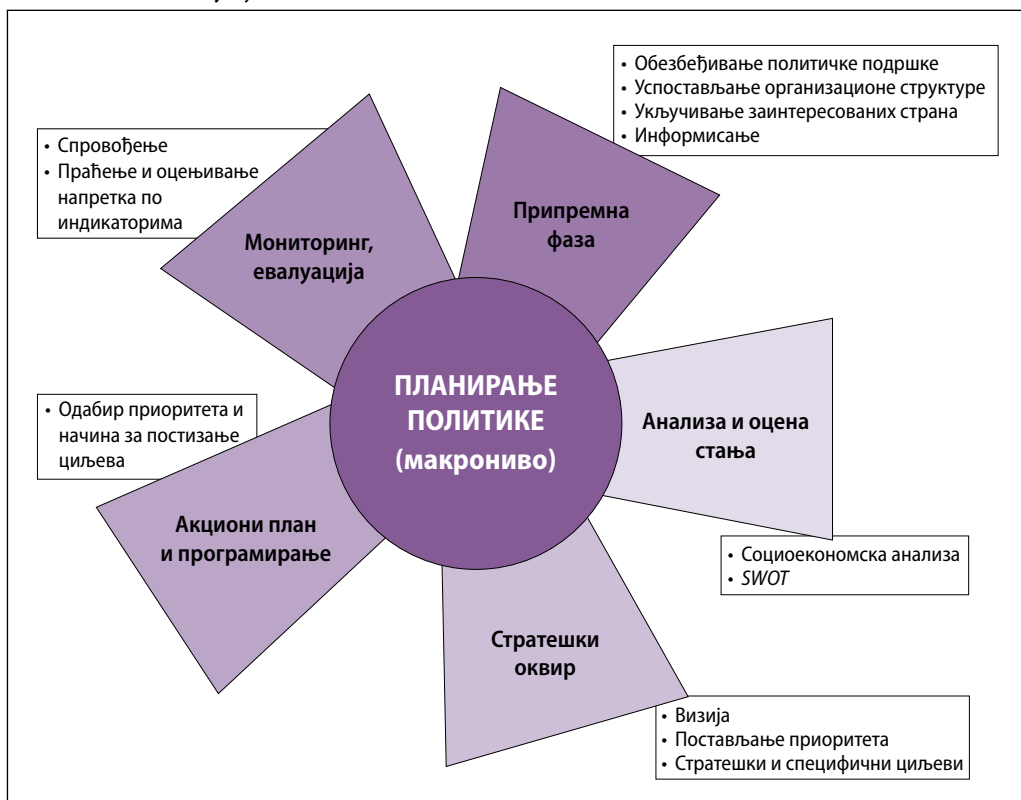 • Обезбеђивање политичке подршке
• Успостављање организационе структуре
• Укључивање заинтересованих страна
• Информисање
Припремна
фаза
Анализа и оцена
стања
• Социоекономска анализа
• SWOT
Стратешки
оквир
• Визија
• Постављање приоритета
• Стратешки и специфични циљеви
Акциони план
и програмирање
• Одабир приоритета и
начина за постизање
циљева
Мониторинг,
евалуација
• Спровођење
• Праћење и оцењивање
напретка по
индикаторима
ПЛАНИРАЊЕ
ПОЛИТИКЕ
(макрониво)